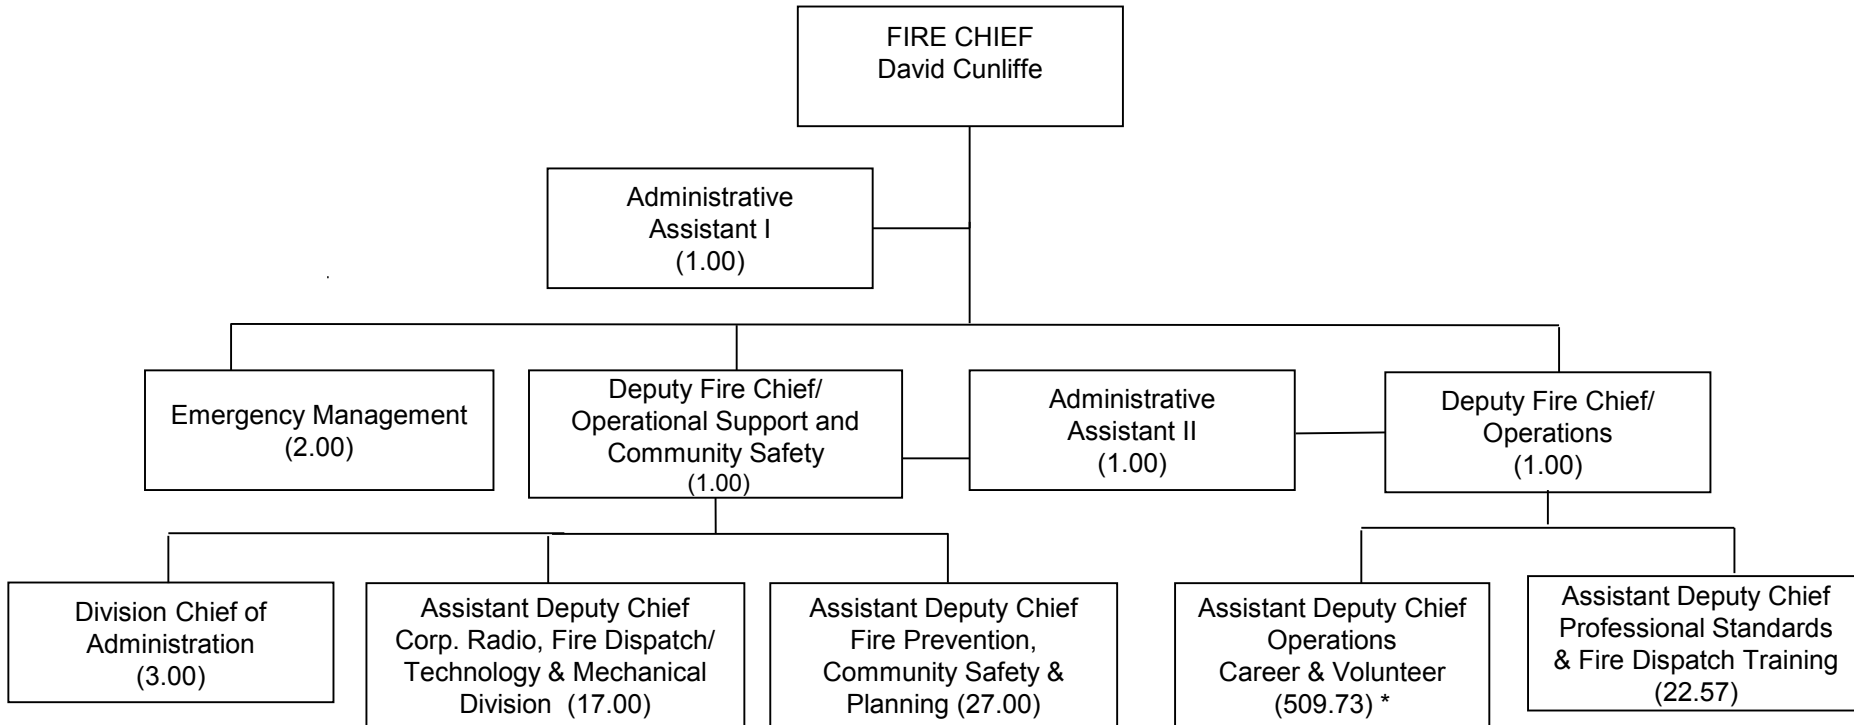 FIRE CHIEF
David Cunliffe
Administrative
Assistant I
(1.00)
Emergency Management
(2.00)
Deputy Fire Chief/
Operational Support and
Community Safety
(1.00)
Administrative
Assistant II
(1.00)
Deputy Fire Chief/
Operations
(1.00)
Division Chief of
Administration
(3.00)
Assistant Deputy Chief
Corp. Radio, Fire Dispatch/
Technology & Mechanical
Division (17.00)
Assistant Deputy Chief
Fire Prevention,
Community Safety &
Planning (27.00)
Assistant Deputy Chief
Operations
Career & Volunteer
(509.73) *
Assistant Deputy Chief
Professional Standards
& Fire Dispatch Training
(22.57)